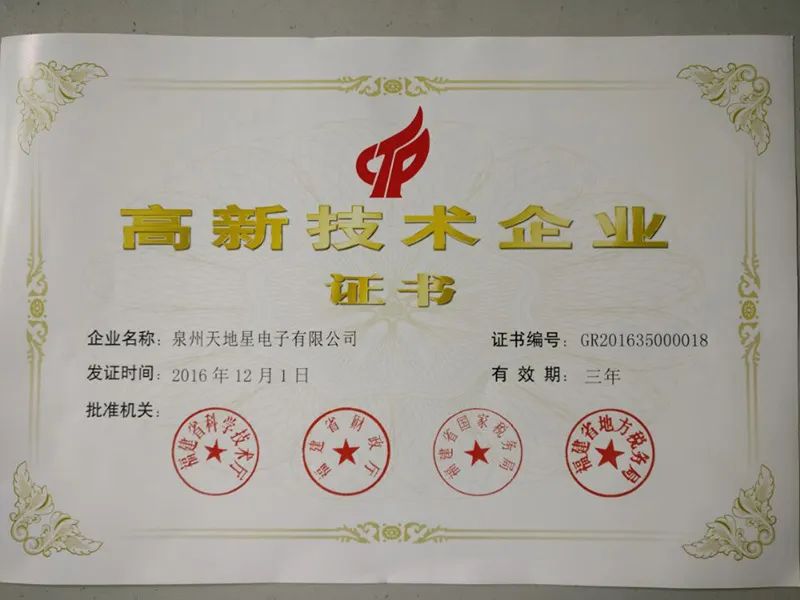 高新技术企业
证书
企业名称：泉州天地星电子有限公司
证书编号：GR201635000018
发证时间：2016年12月1日
有效期：三年
批准机关：
福建省科学技术厅
福建省财政厅
福建省国家税务局
福建省地方税务局